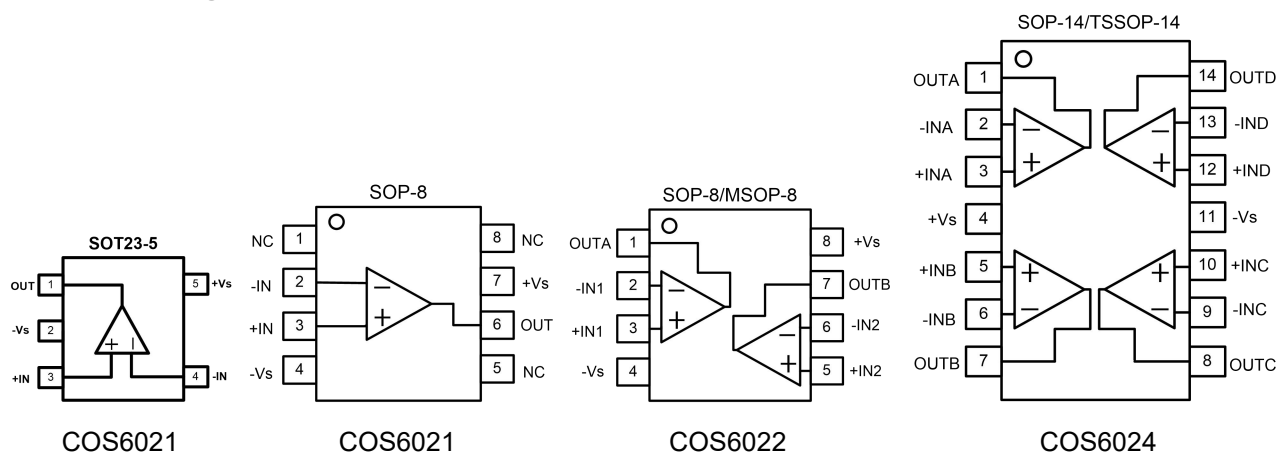 SOP-14/TSSOP-14
OUTA 1 14 OUTD
-INA 2 − − 13 -IND
+INA 3 + + 12 +IND
+Vs 4 11 -Vs
+INB 5 + + 10 +INC
-INB 6 − − 9 -INC
OUTB 7 8 OUTC
COS6024
SOP-8/MSOP-8
OUTA 1 8 +Vs
-IN1 2 − 7 OUTB
+IN1 3 + − 6 -IN2
-Vs 4 + 5 +IN2
COS6022
SOP-8
NC 1 8 NC
-IN 2 − 7 +Vs
+IN 3 + 6 OUT
-Vs 4 5 NC
COS6021
SOT23-5
OUT 1 5 +Vs
-Vs 2
+IN 3 + − 4 -IN
COS6021